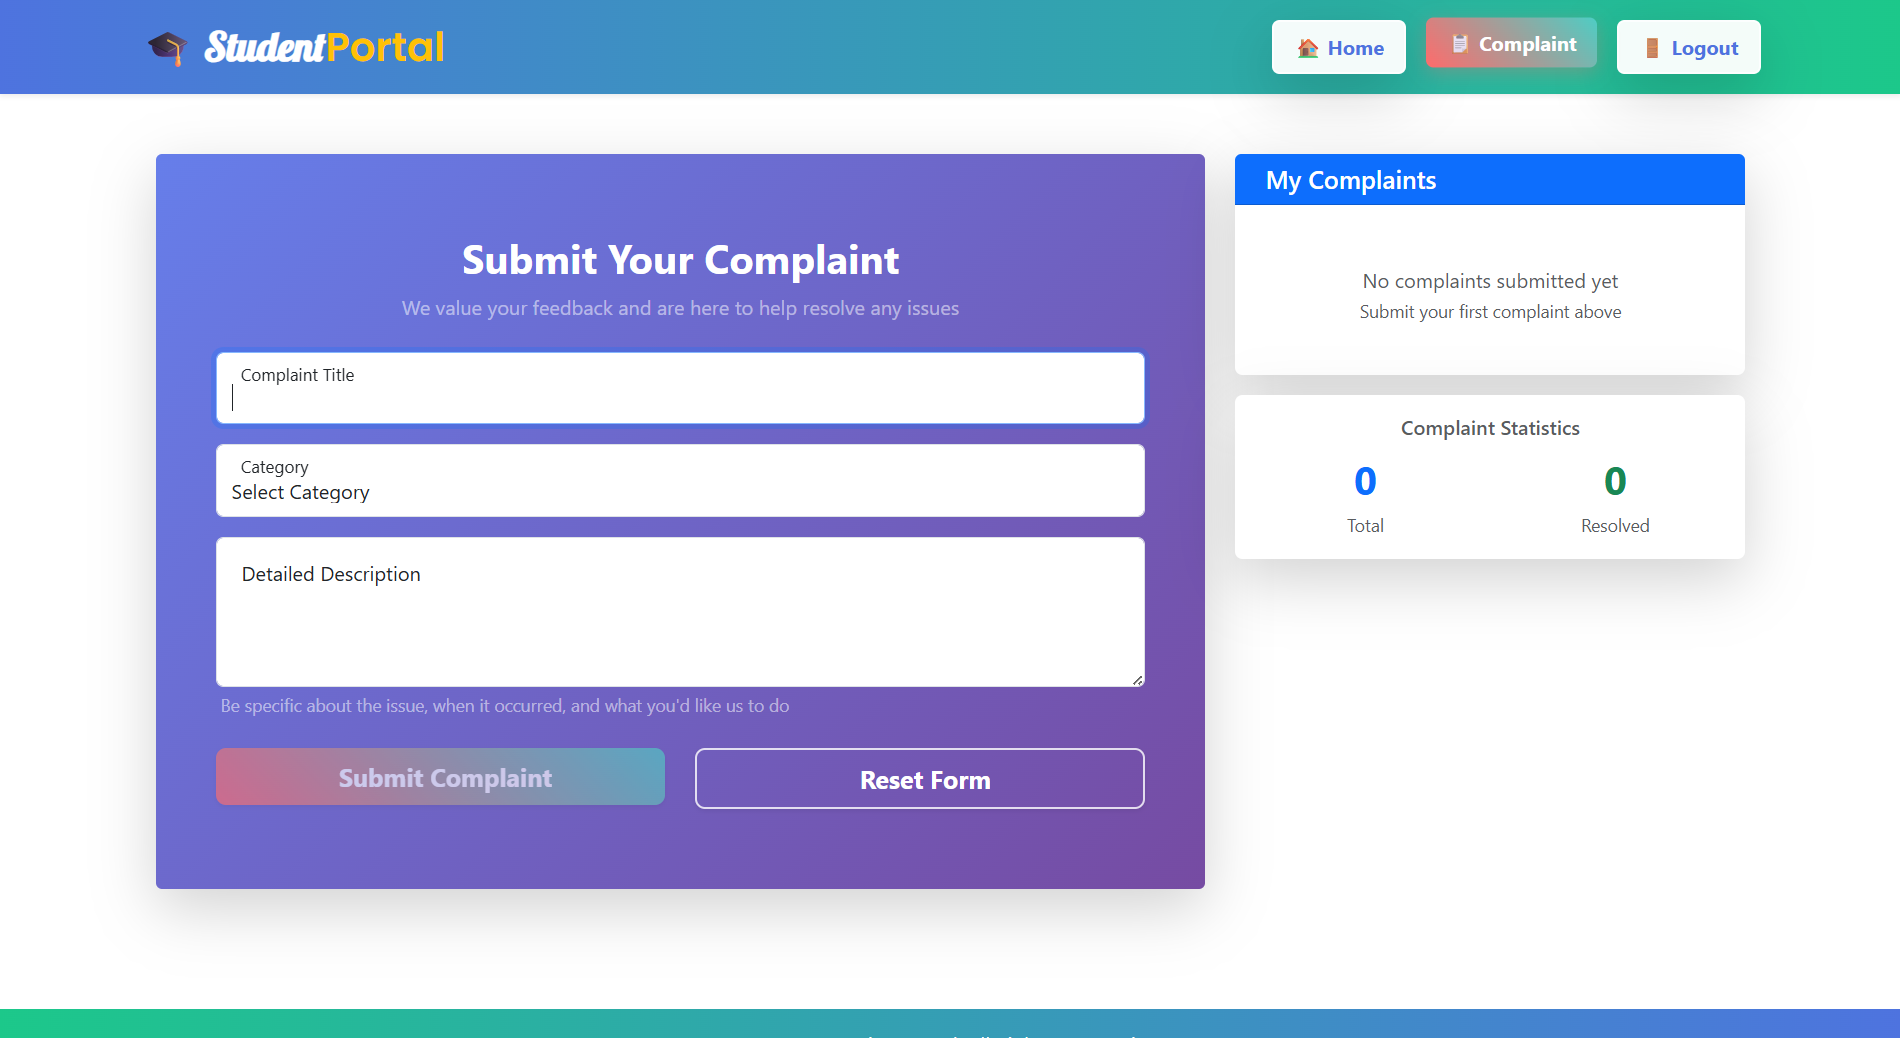 StudentPortal
Home
Complaint
Logout
Submit Your Complaint
We value your feedback and are here to help resolve any issues
Complaint Title
Category
Select Category
Detailed Description
Be specific about the issue, when it occurred, and what you'd like us to do
Submit Complaint
Reset Form
My Complaints
No complaints submitted yet
Submit your first complaint above
Complaint Statistics
0
Total
0
Resolved